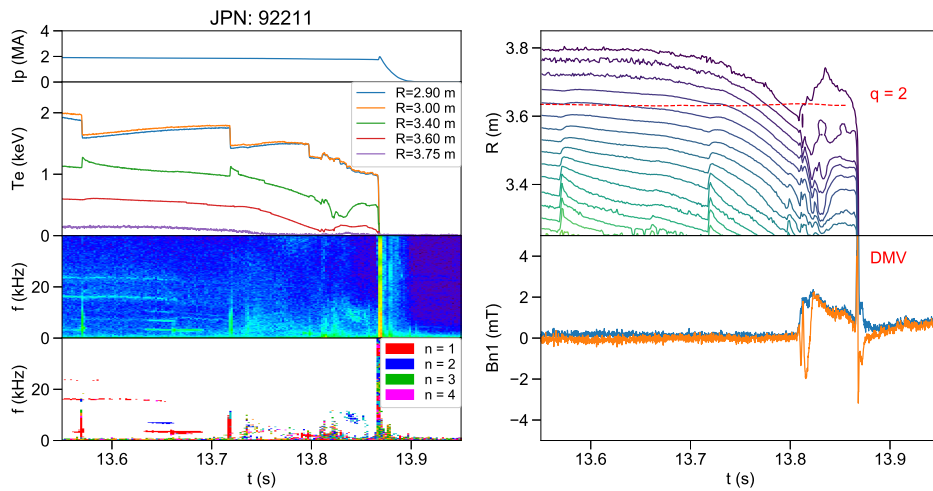 JPN: 92211
Ip (MA)
4
2
0
Te (keV)
2
1
0
R=2.90 m
R=3.00 m
R=3.40 m
R=3.60 m
R=3.75 m
f (kHz)
20
0
f (kHz)
20
0
n = 1
n = 2
n = 3
n = 4
13.6
13.7
13.8
13.9
t (s)
R (m)
3.8
3.6
3.4
q = 2
Bn1 (mT)
4
2
0
−2
−4
DMV
13.6
13.7
13.8
13.9
t (s)